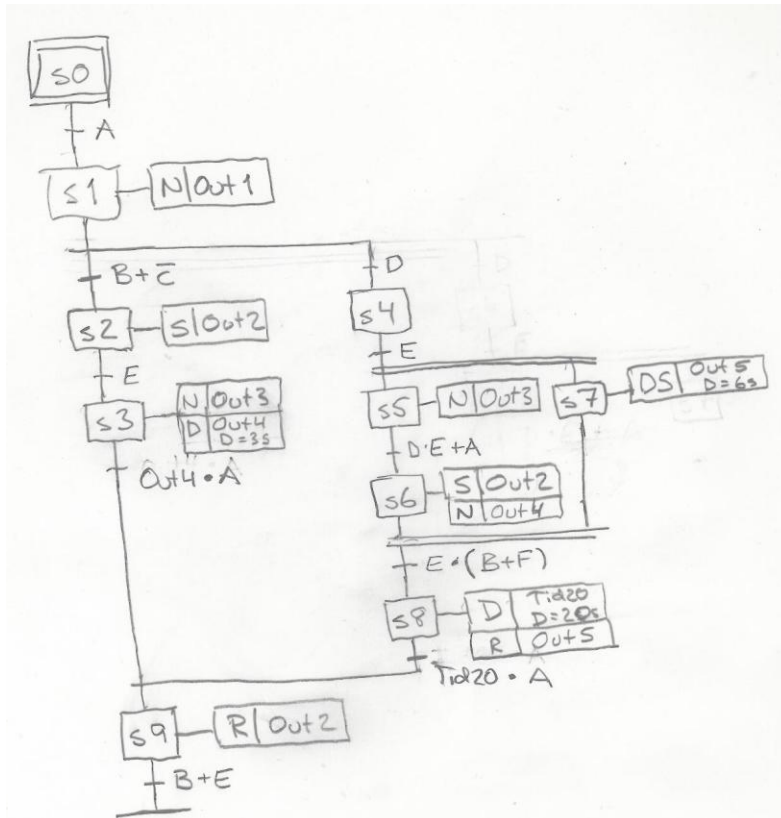 s0
A
s1
N Out1
B+C̅
D
s2
S Out2
s4
E
E
s3
N Out3
D Out4
D=3s
s5
N Out3
s7
DS Out5
D=6s
Out4·A
D·E+A
s6
S Out2
N Out4
E·(B+F)
s8
D Tid20
D=20s
R Out5
Tid20·A
s9
R Out2
B+E